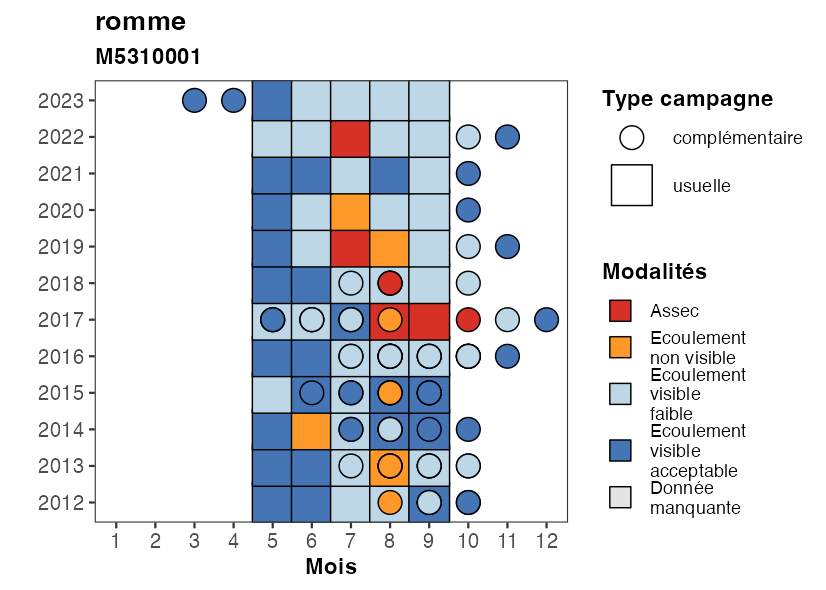 romme
M5310001
2023
2022
2021
2020
2019
2018
2017
2016
2015
2014
2013
2012
1 2 3 4 5 6 7 8 9 10 11 12
Mois
Type campagne
complémentaire
usuelle
Modalités
Assec
Ecoulement
non visible
Ecoulement
visible
faible
Ecoulement
visible
acceptable
Donnée
manquante